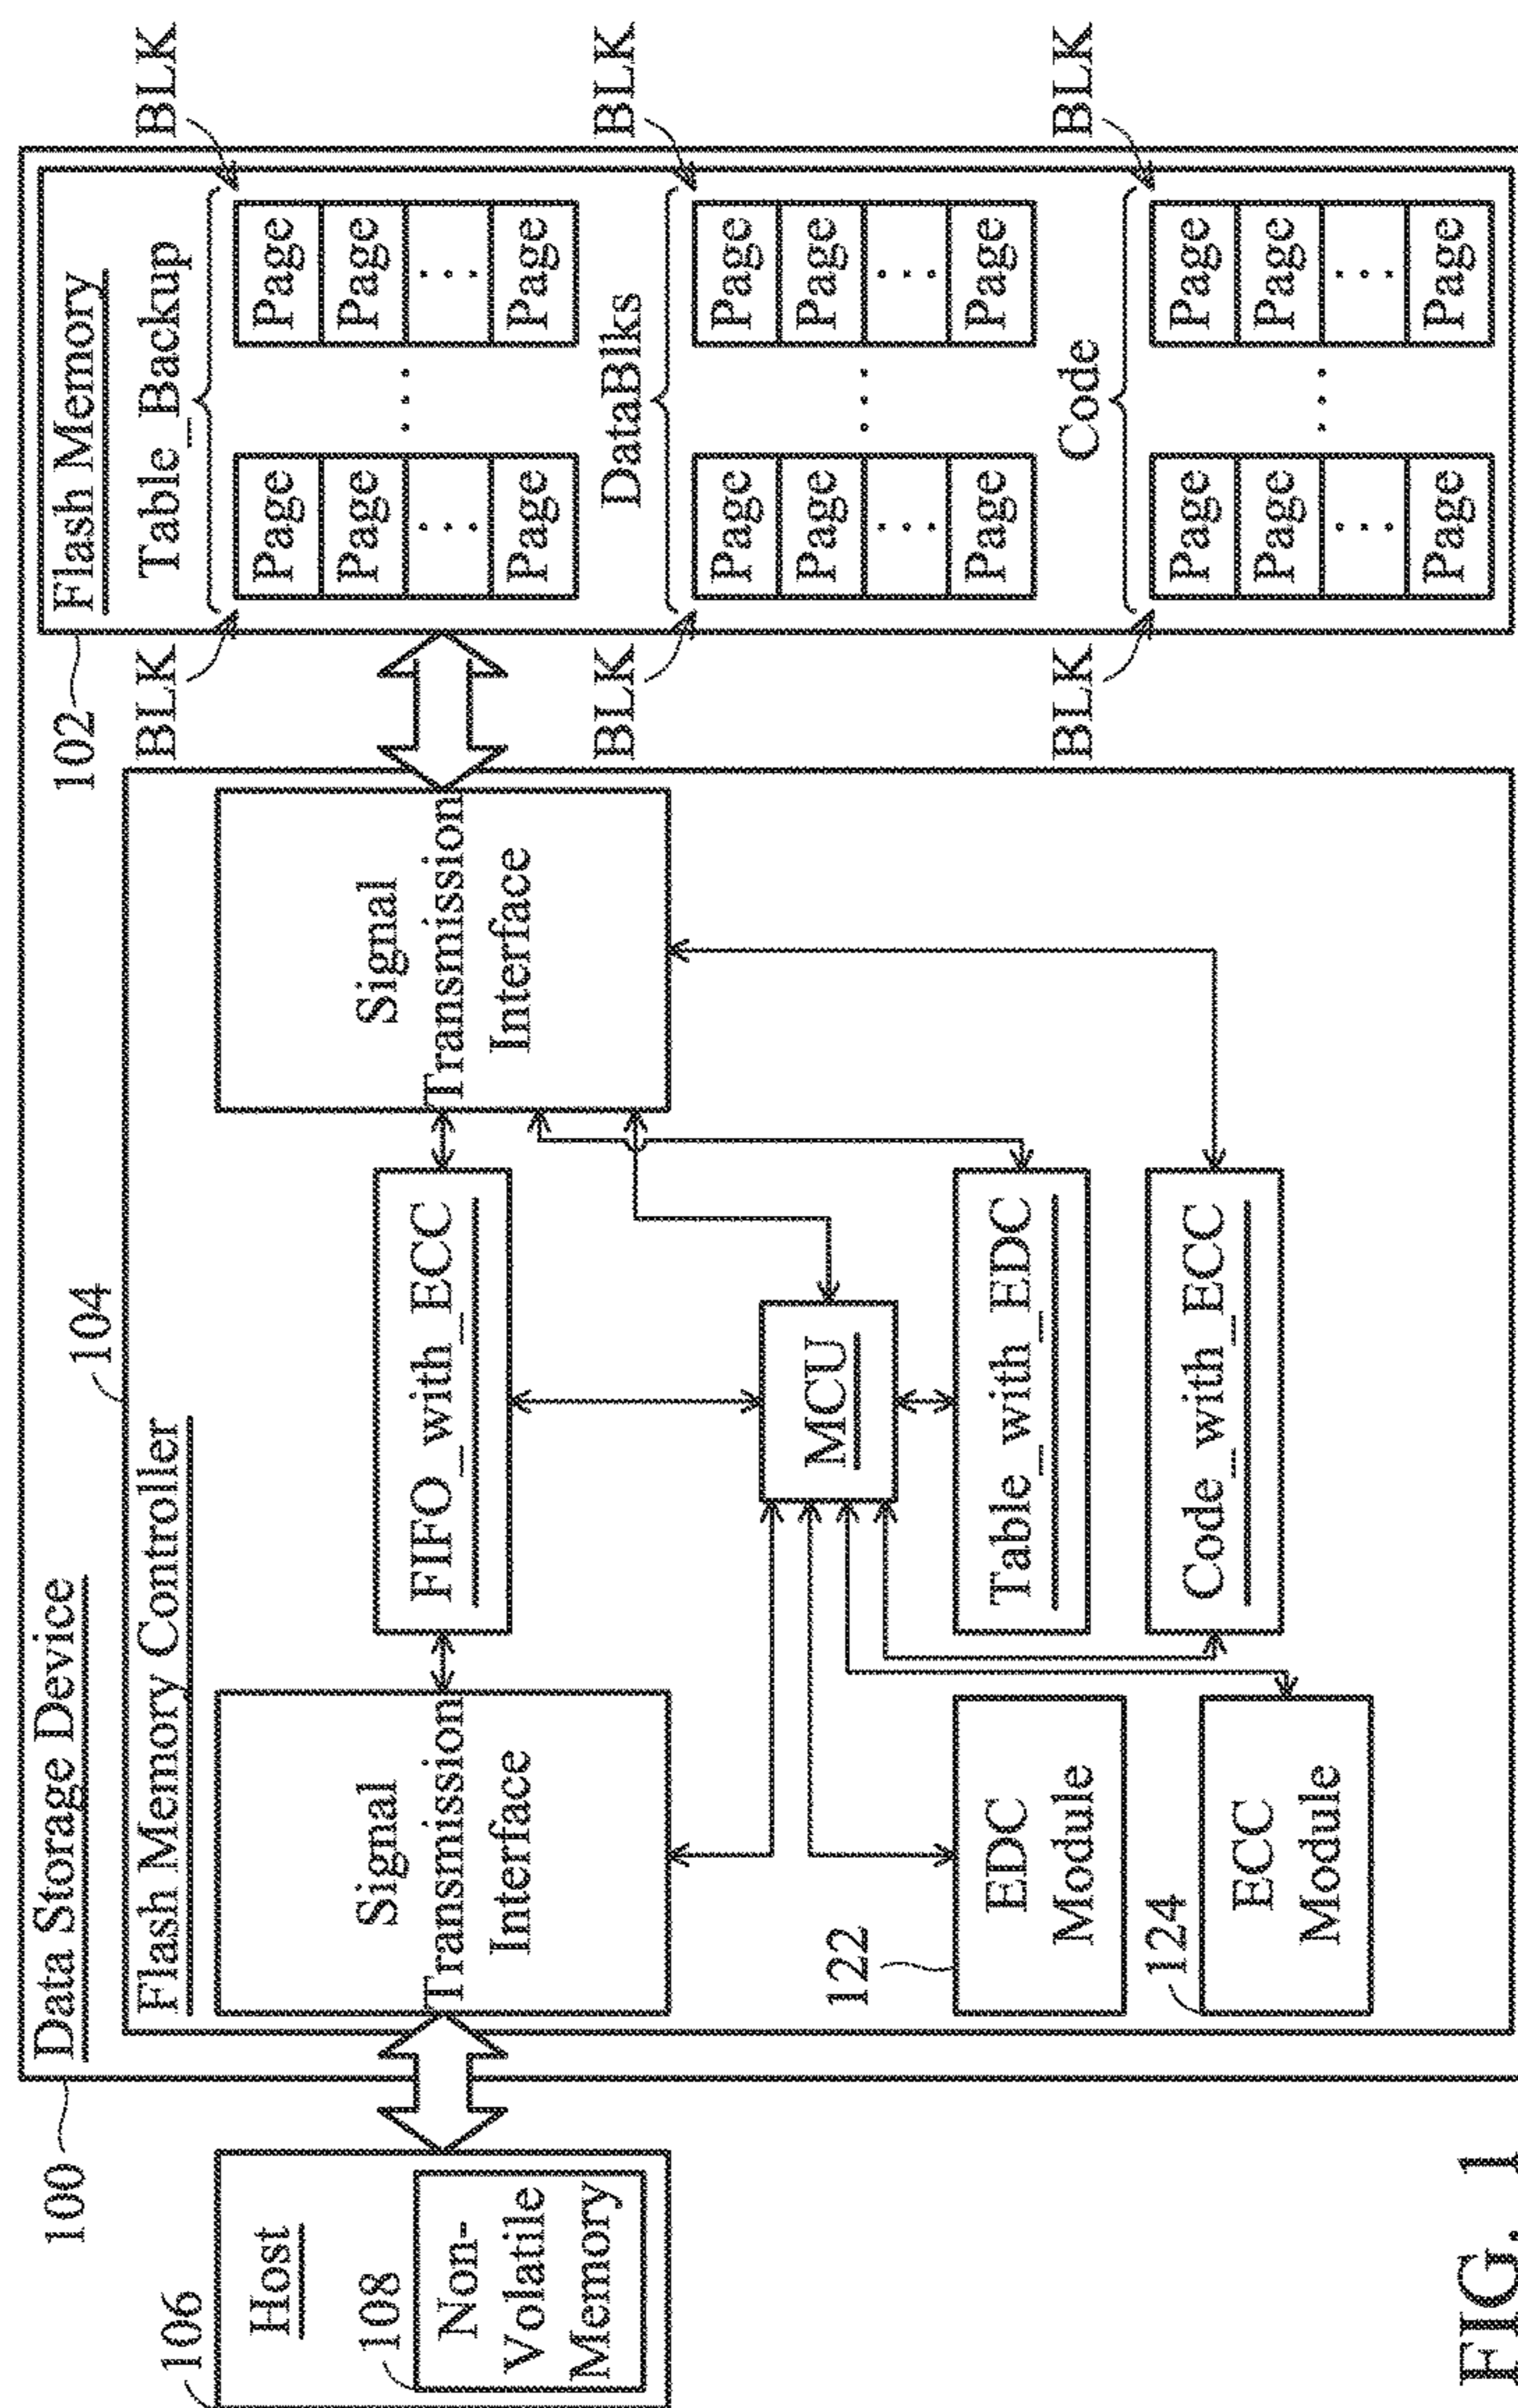 100
Data Storage Device
106
Host
108
Non-
Volatile
Memory
104
Flash Memory Controller
Signal
Transmission
Interface
FIFO_with_ECC
Signal
Transmission
Interface
MCU
122
EDC
Module
124
ECC
Module
Table_with_EDC
Code_with_ECC
102
Flash Memory
Table_Backup
BLK
BLK
Page
Page
Page
Page
Page
Page
DataBlks
BLK
BLK
Page
Page
Page
Page
Page
Page
Code
BLK
BLK
Page
Page
Page
Page
Page
Page
FIG. 1